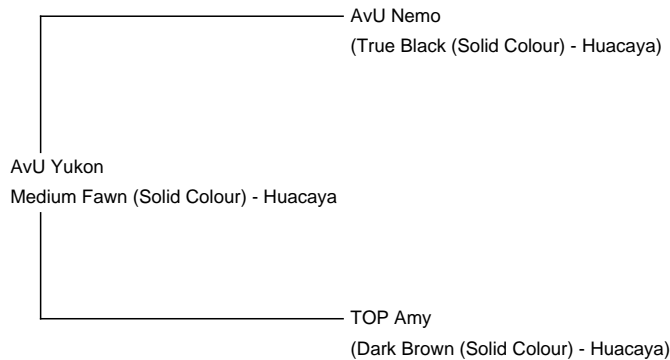 AvU Nemo
(True Black (Solid Colour) - Huacaya)
AvU Yukon
Medium Fawn (Solid Colour) - Huacaya
TOP Amy
(Dark Brown (Solid Colour) - Huacaya)